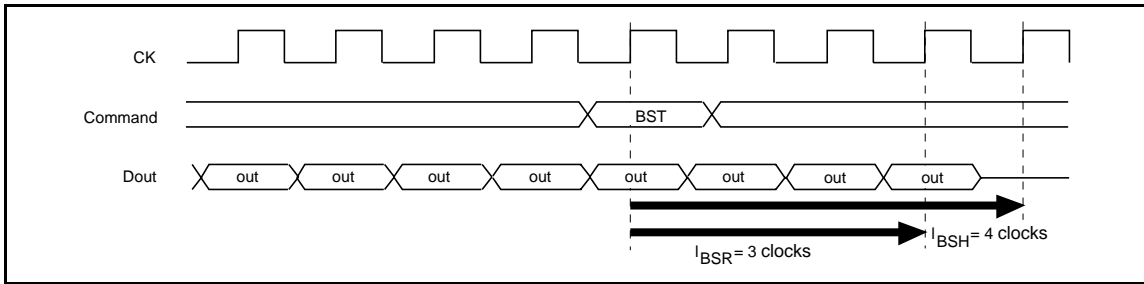 CK
Command
BST
Dout
out out out out out out out out
lBSH= 4 clocks
lBSR= 3 clocks